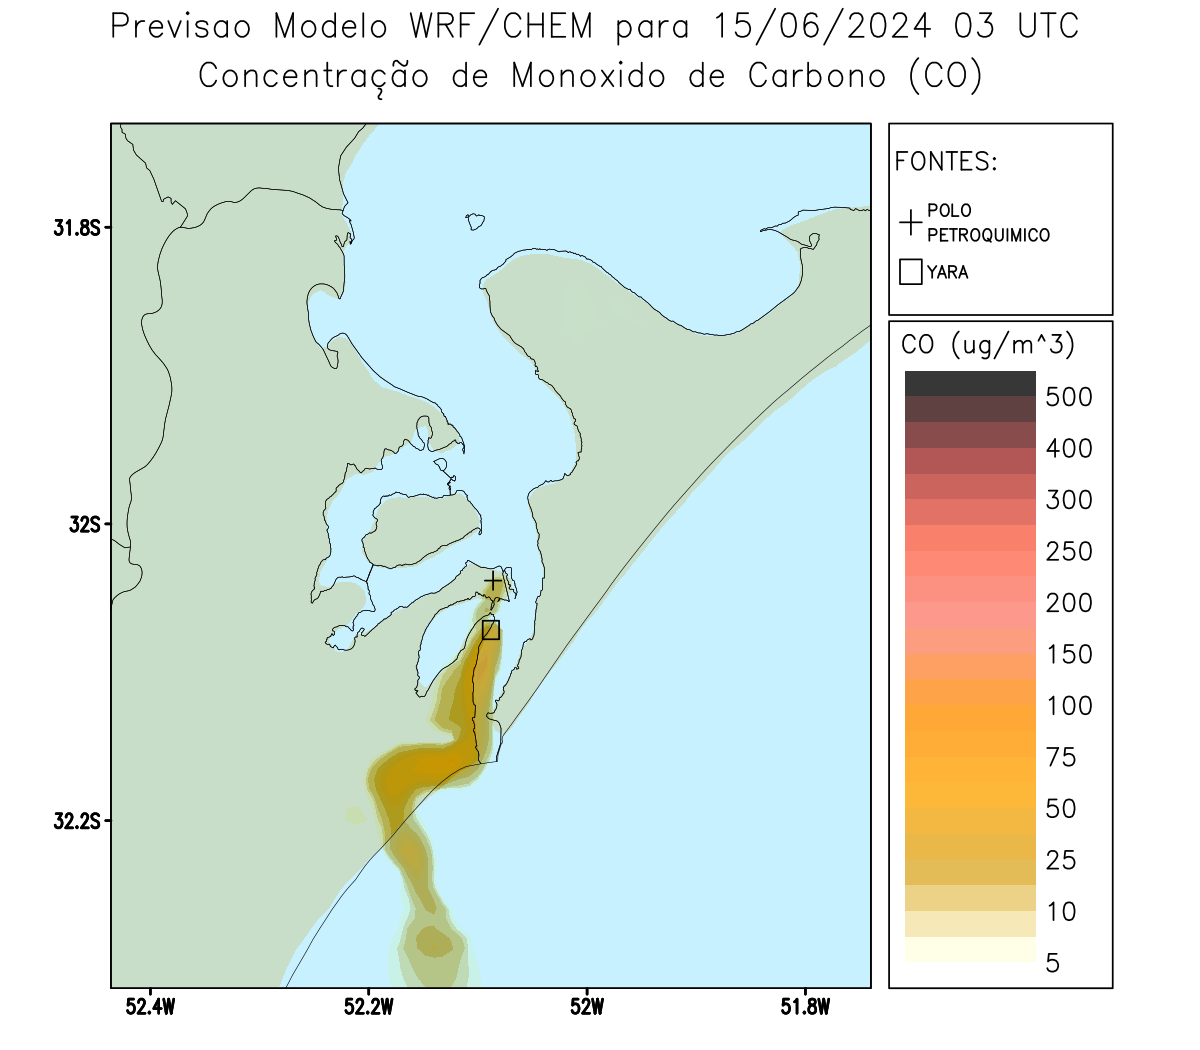 Previsao Modelo WRF/CHEM para 15/06/2024 03 UTC
Concentração de Monoxido de Carbono (CO)
FONTES:
POLO
PETROQUIMICO
YARA
CO (ug/m^3)
500
400
300
250
200
150
100
75
50
25
10
5
31.8S
32S
32.2S
52.4W
52.2W
52W
51.8W